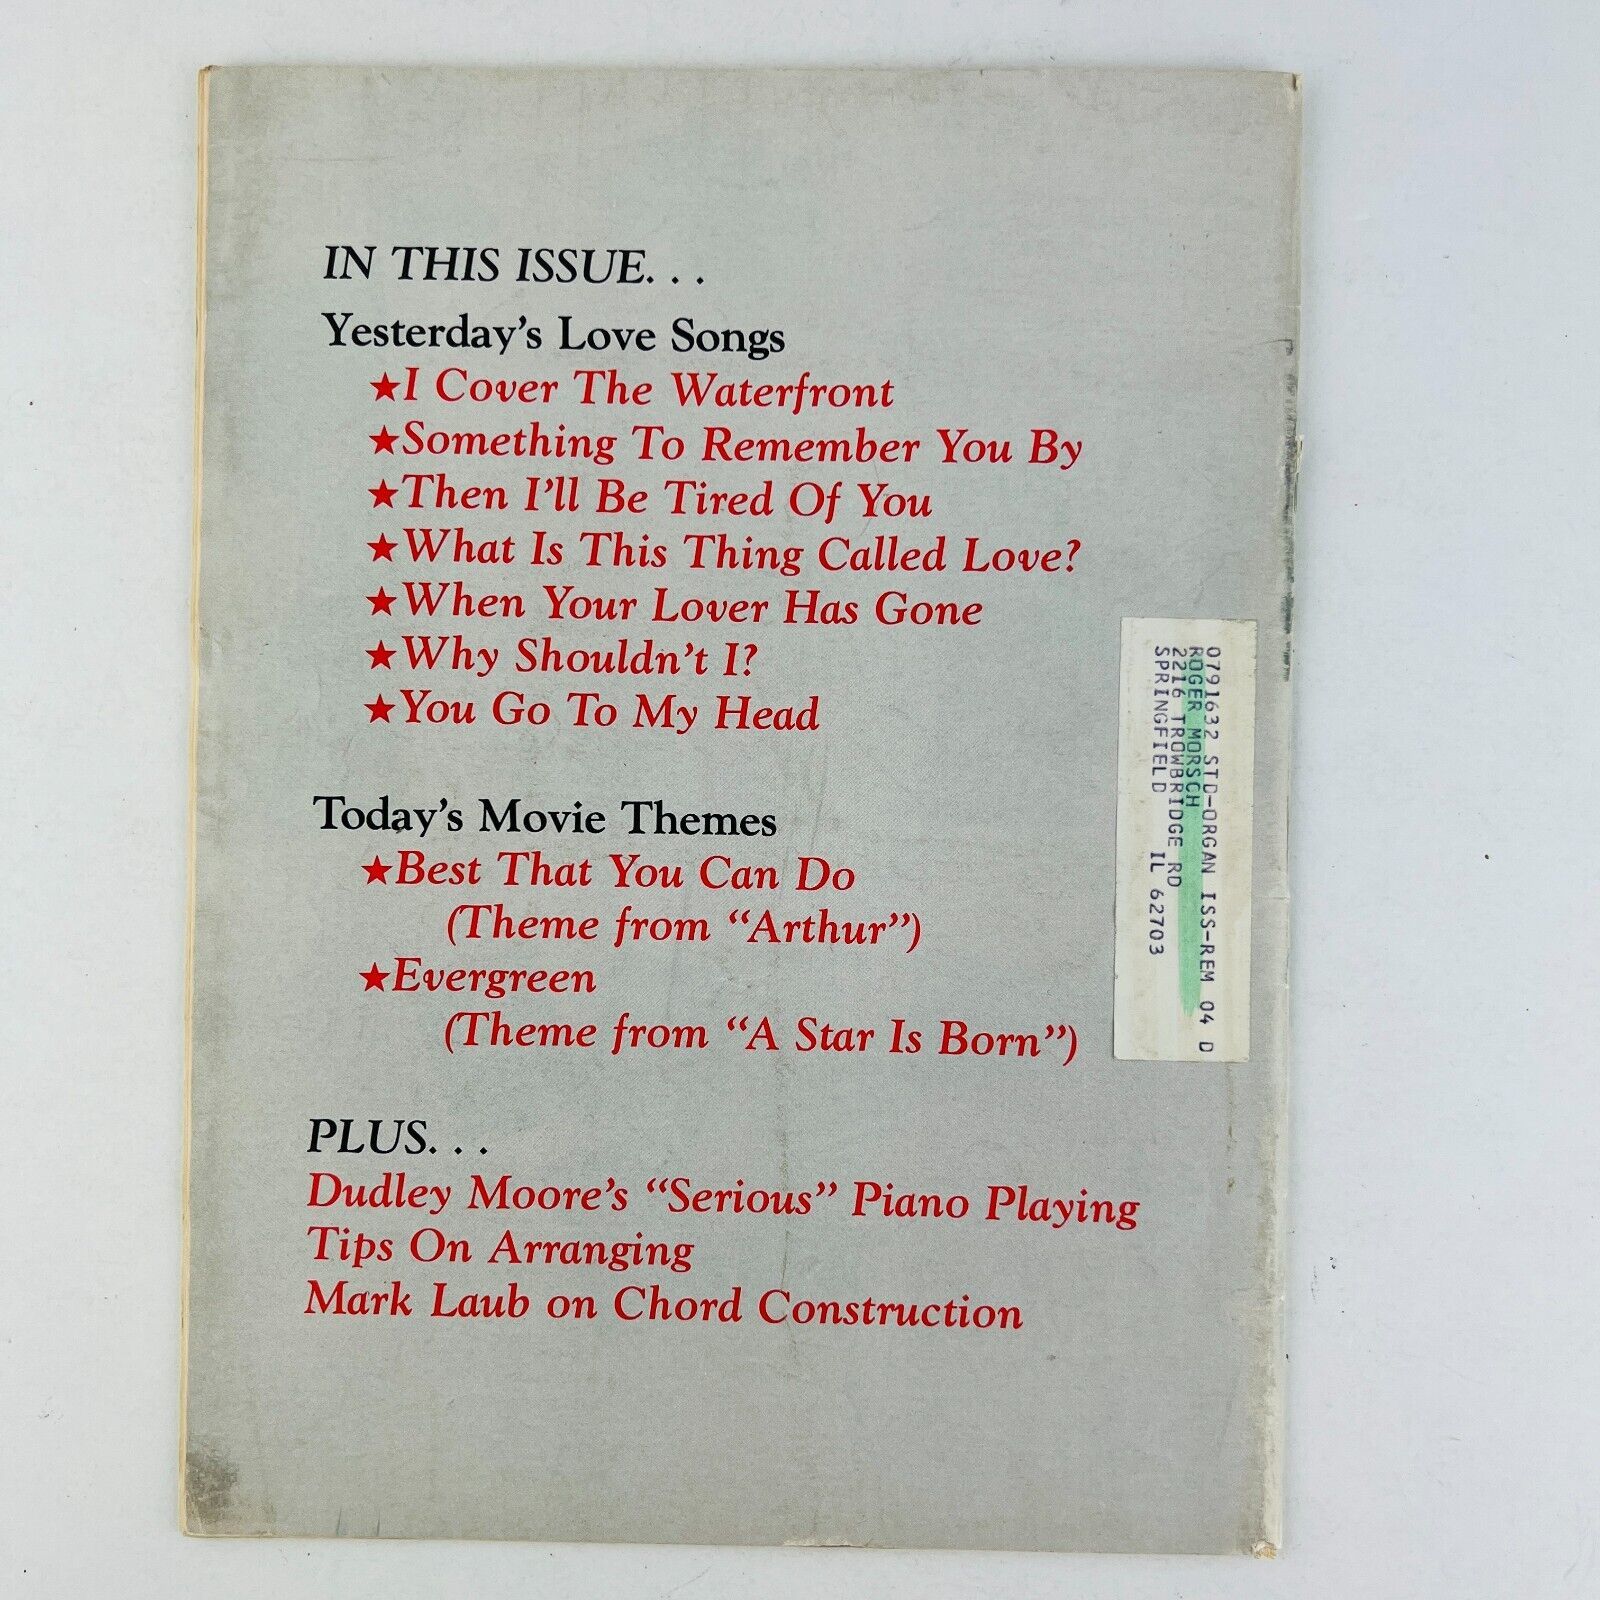 IN THIS ISSUE. . .
Yesterday's Love Songs
★I Cover The Waterfront
★Something To Remember You By
★Then I'll Be Tired Of You
★What Is This Thing Called Love?
★When Your Lover Has Gone
★Why Shouldn't I?
★You Go To My Head
Today's Movie Themes
★Best That You Can Do
(Theme from "Arthur")
★Evergreen
(Theme from "A Star Is Born")
PLUS. . .
Dudley Moore's "Serious" Piano Playing
Tips On Arranging
Mark Laub on Chord Construction
0791632 STD-ORGAN ISS-REM 04 D
ROGER MORSCH
2216 TROWBRIDGE RD
SPRINGFIELD IL 62703